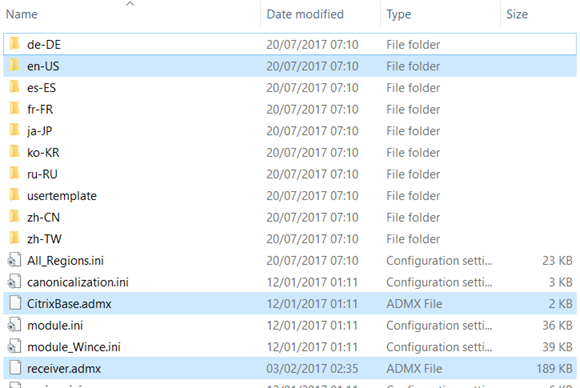 Name Date modified Type Size
de-DE 20/07/2017 07:10 File folder
en-US 20/07/2017 07:10 File folder
es-ES 20/07/2017 07:10 File folder
fr-FR 20/07/2017 07:10 File folder
ja-JP 20/07/2017 07:10 File folder
ko-KR 20/07/2017 07:10 File folder
ru-RU 20/07/2017 07:10 File folder
usertemplate 20/07/2017 07:10 File folder
zh-CN 20/07/2017 07:10 File folder
zh-TW 20/07/2017 07:10 File folder
All_Regions.ini 20/07/2017 07:10 Configuration setti... 23 KB
canonicalization.ini 12/01/2017 01:11 Configuration setti... 3 KB
CitrixBase.admx 12/01/2017 01:11 ADMX File 2 KB
module.ini 12/01/2017 01:11 Configuration setti... 36 KB
module_Wince.ini 12/01/2017 01:11 Configuration setti... 39 KB
receiver.admx 03/02/2017 02:35 ADMX File 189 KB